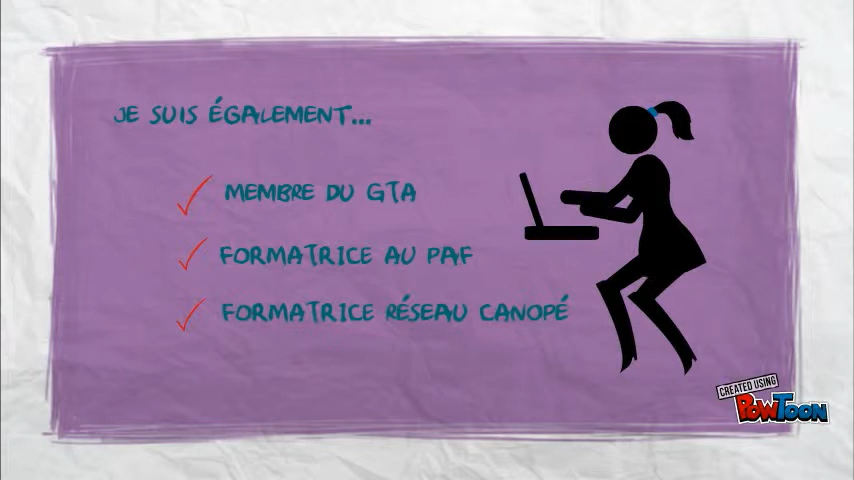 JE SUIS ÉGALEMENT...
MEMBRE DU GTA
FORMATRICE AU PAF
FORMATRICE RÉSEAU CANOPÉ
CREATED USING
POWTOON